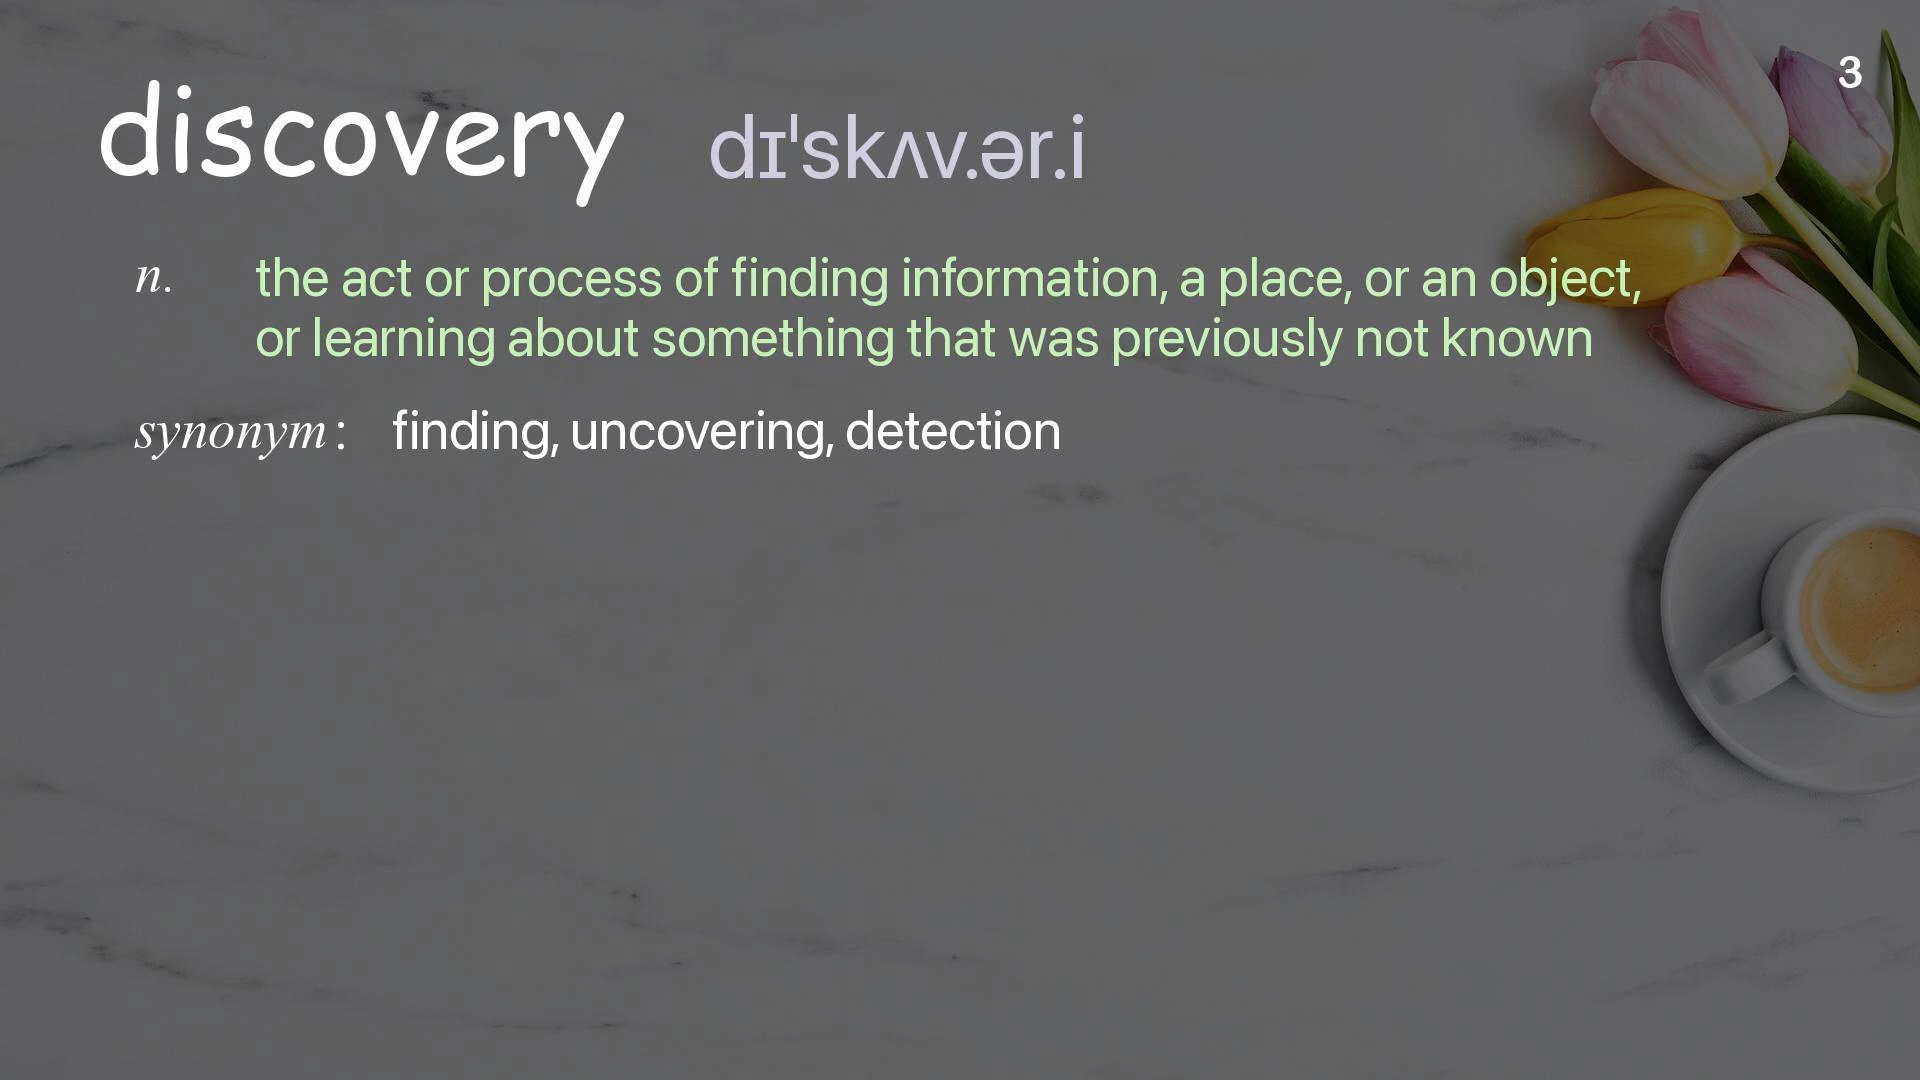 3
discovery dɪˈskʌv.ər.i
n. the act or process of finding information, a place, or an object,
or learning about something that was previously not known
synonym: finding, uncovering, detection